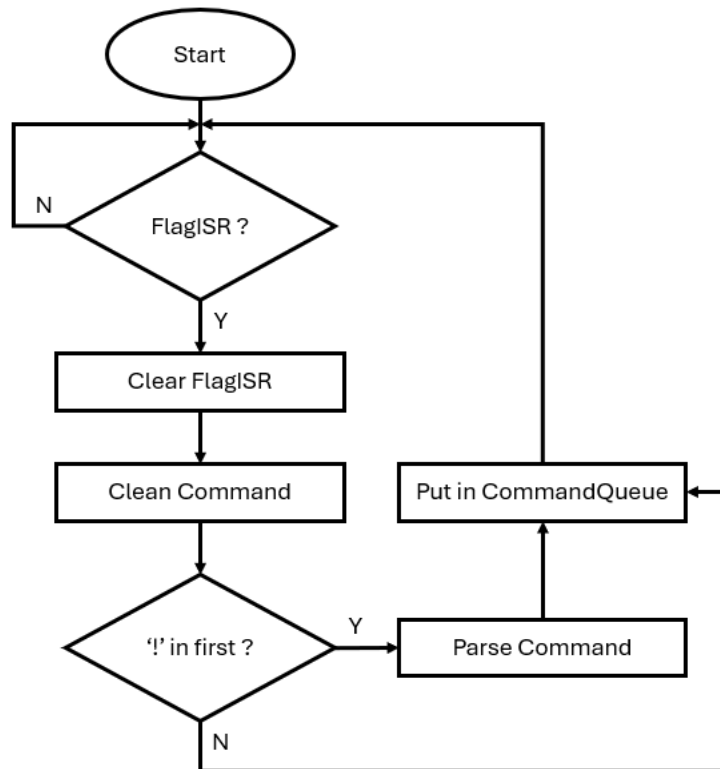 Start
N
FlagISR ?
Y
Clear FlagISR
Clean Command
Put in CommandQueue
‘!’ in first ?
Y
Parse Command
N